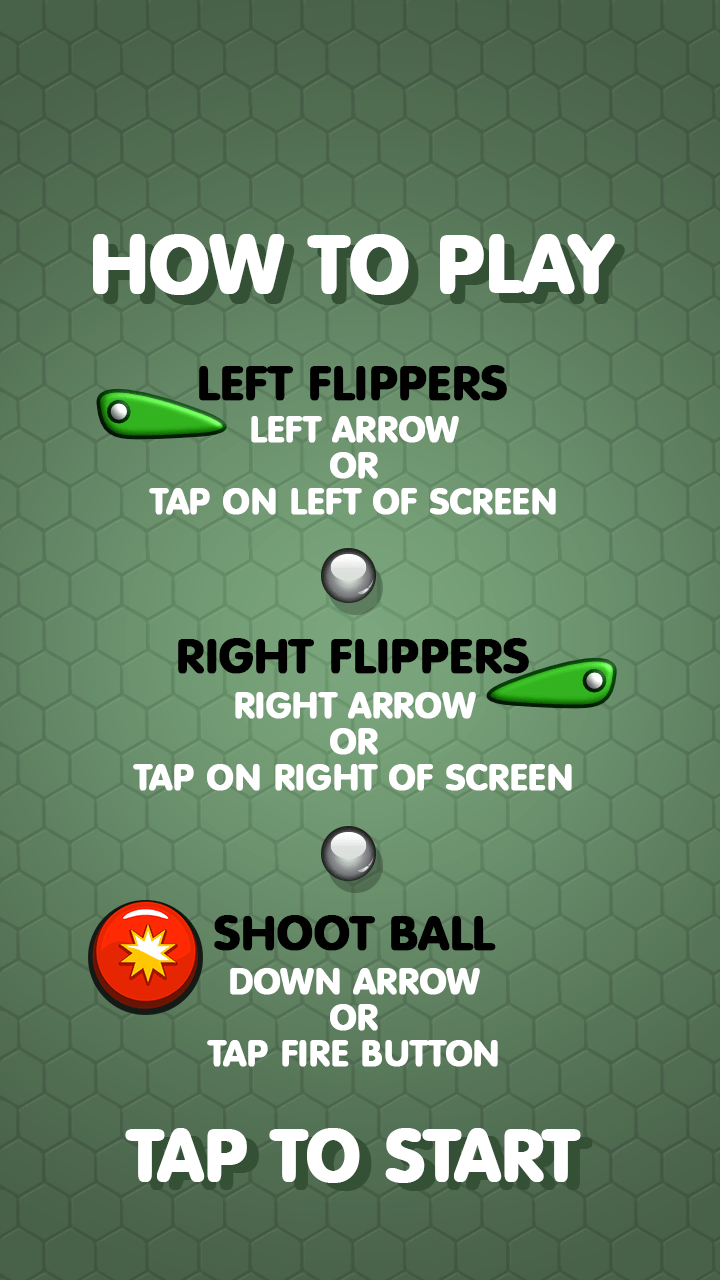 HOW TO PLAY
LEFT FLIPPERS
LEFT ARROW
OR
TAP ON LEFT OF SCREEN
RIGHT FLIPPERS
RIGHT ARROW
OR
TAP ON RIGHT OF SCREEN
SHOOT BALL
DOWN ARROW
OR
TAP FIRE BUTTON
TAP TO START